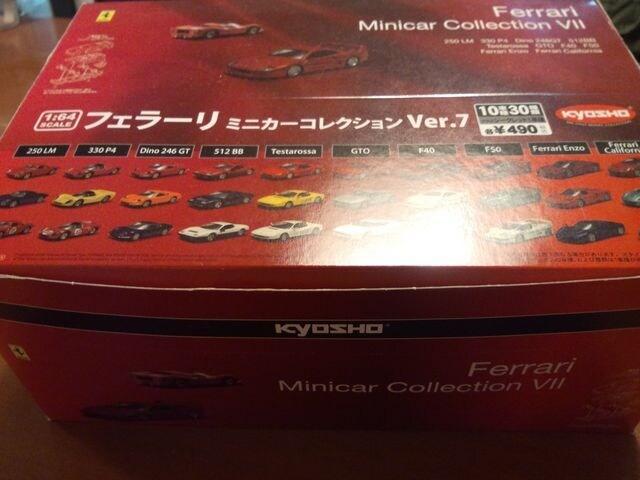 Ferrari
Minicar Collection VII
250 LM 330 P4 Dino 246GT 512BB
Testarossa GTO F40 F50
Ferrari Enzo Ferrari California
1:64
SCALE
フェラーリ ミニカーコレクション Ver.7
10種30種
各¥490
KYOSHO
250 LM 330 P4 Dino 246 GT 512 BB Testarossa GTO F40 F50 Ferrari Enzo Ferrari
KYOSHO
Ferrari
Minicar Collection VII